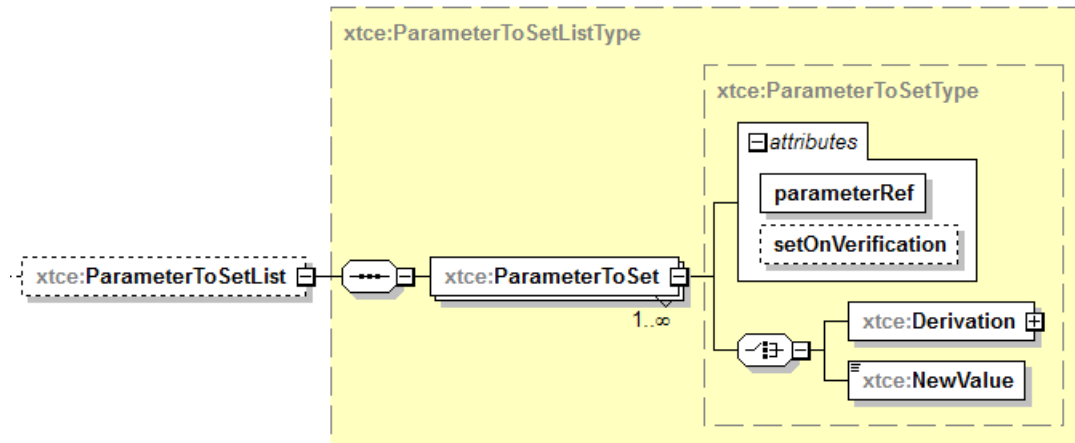 xtce:ParameterToSetListType
xtce:ParameterToSetType
attributes
parameterRef
setOnVerification
xtce:ParameterToSetList
xtce:ParameterToSet
1..∞
xtce:Derivation
xtce:NewValue